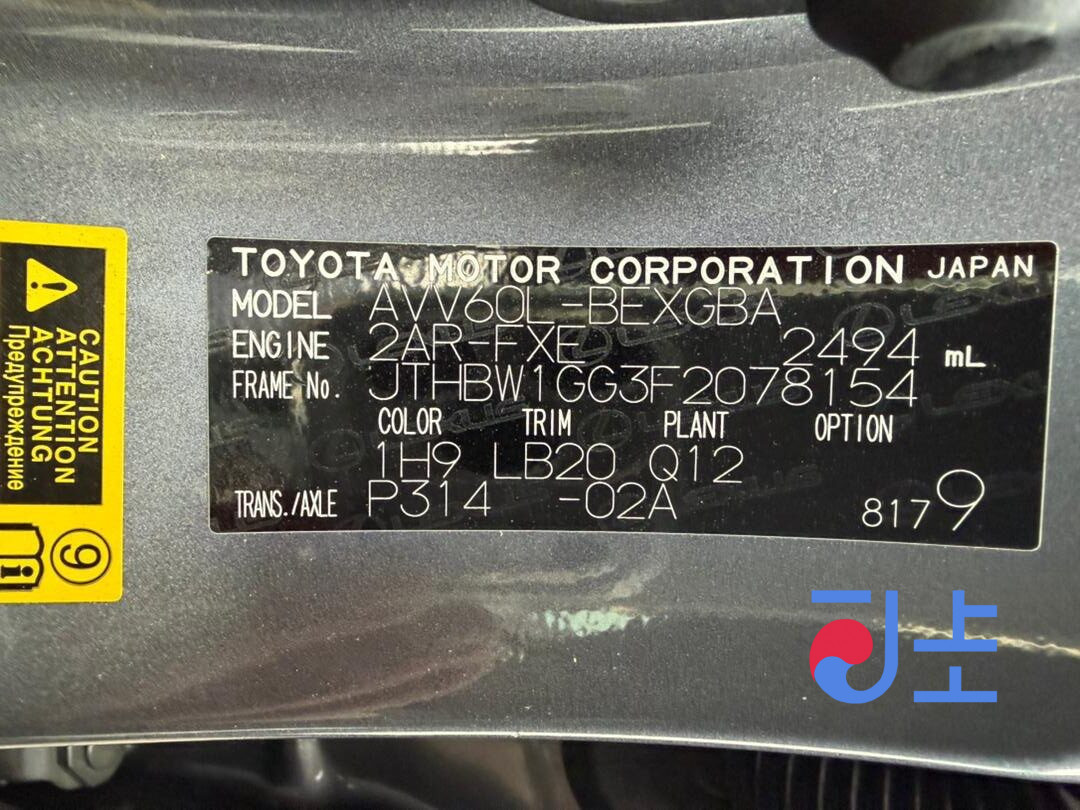 TOYOTA MOTOR CORPORATION JAPAN
MODEL AVV60L-BEXGBA
ENGINE 2AR-FXE 2494 mL
FRAME No. JTHBW1GG3F2078154
COLOR TRIM PLANT OPTION
1H9 LB20 Q12
TRANS./AXLE P314 -02A 8179
CAUTION
ATTENTION
ACHTUNG
Предупреждение
9